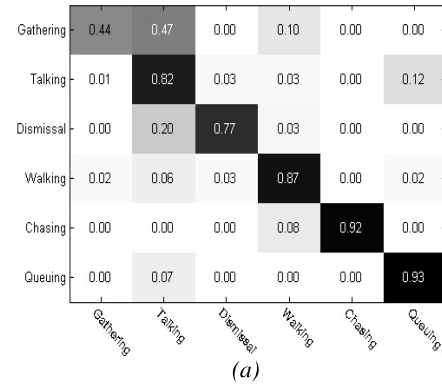 Gathering 0.44 0.47 0.00 0.10 0.00 0.00
Talking 0.01 0.82 0.03 0.03 0.00 0.12
Dismissal 0.00 0.20 0.77 0.03 0.00 0.00
Walking 0.02 0.06 0.03 0.87 0.00 0.02
Chasing 0.00 0.00 0.00 0.08 0.92 0.00
Queuing 0.00 0.07 0.00 0.00 0.00 0.93
Gathering Talking Dismissal Walking Chasing Queuing
(a)